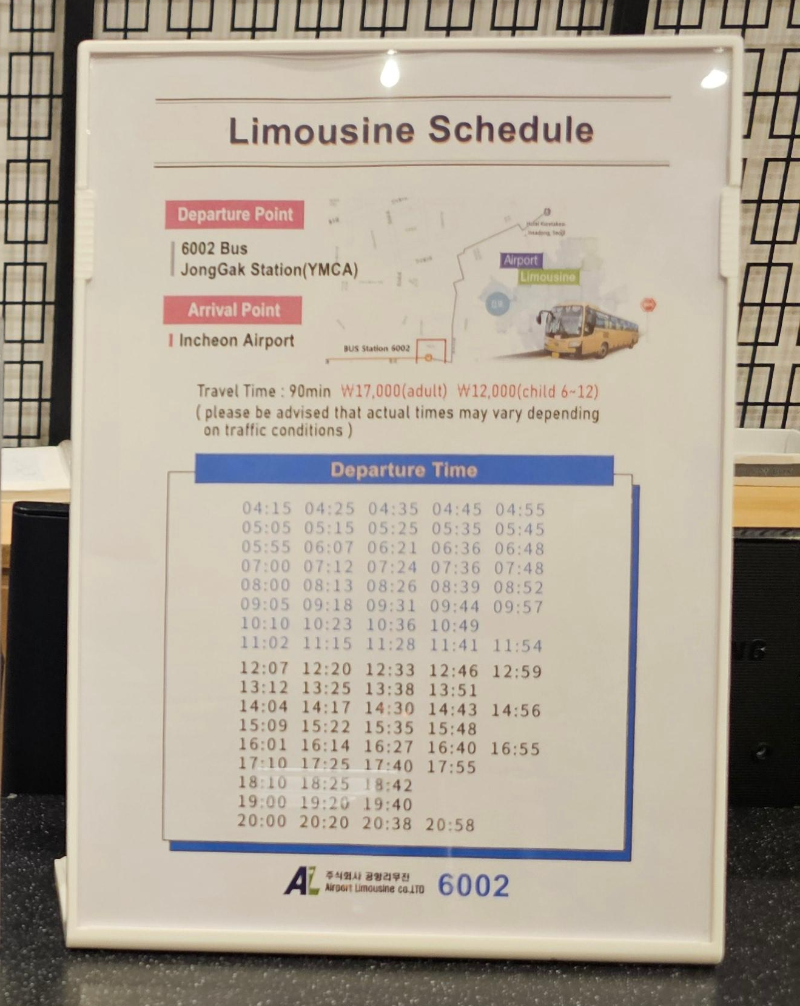 Limousine Schedule
Departure Point
6002 Bus
JongGak Station(YMCA)
Arrival Point
Incheon Airport
Airport
Limousine
BUS Station 6002
Travel Time : 90min ₩17,000(adult) ₩12,000(child 6~12)
( please be advised that actual times may vary depending
on traffic conditions )
Departure Time
04:15 04:25 04:35 04:45 04:55
05:05 05:15 05:25 05:35 05:45
05:55 06:07 06:21 06:36 06:48
07:00 07:12 07:24 07:36 07:48
08:00 08:13 08:26 08:39 08:52
09:05 09:18 09:31 09:44 09:57
10:10 10:23 10:36 10:49
11:02 11:15 11:28 11:41 11:54
12:07 12:20 12:33 12:46 12:59
13:12 13:25 13:38 13:51
14:04 14:17 14:30 14:43 14:56
15:09 15:22 15:35 15:48
16:01 16:14 16:27 16:40 16:55
17:10 17:25 17:40 17:55
18:10 18:25 18:42
19:00 19:20 19:40
20:00 20:20 20:38 20:58
AL 주식회사 공항리무진
Airport Limousine co.LTD 6002